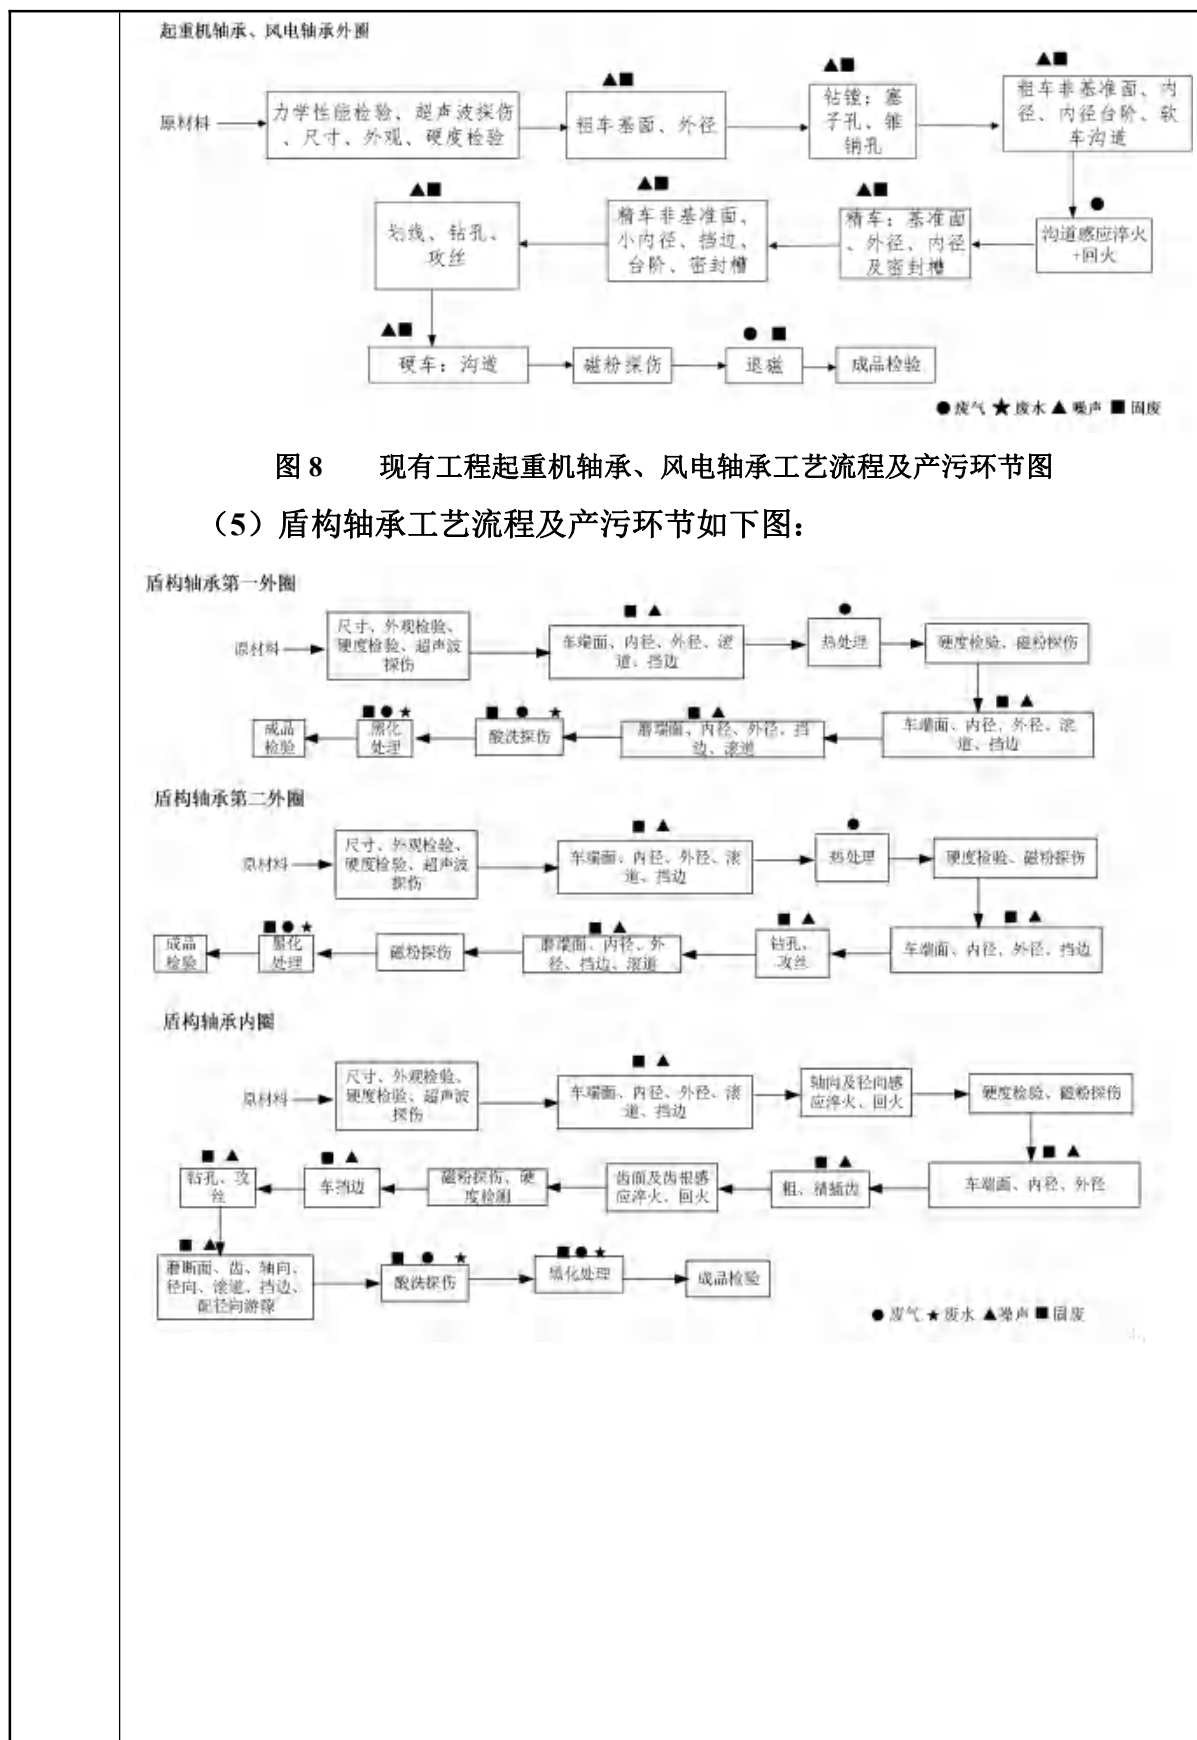 起重机轴承、风电轴承外圈
原材料
力学性能检验、超声波探伤
、尺寸、外观、硬度检验
▲■
粗车基面、外径
▲■
钻镗：塞
子孔、锥
销孔
▲■
粗车非基准面、内
径、内径台阶、软
车沟道
●
沟道感应淬火
+回火
▲■
精车：基准面
、外径、内径
及密封槽
▲■
精车非基准面、
小内径、挡边、
台阶、密封槽
▲■
划线、钻孔、
攻丝
▲■
硬车：沟道
磁粉探伤
● ■
退磁
成品检验
●废气 ★废水 ▲噪声 ■固废
图 8 现有工程起重机轴承、风电轴承工艺流程及产污环节图
（5）盾构轴承工艺流程及产污环节如下图：
盾构轴承第一外圈
原材料
尺寸、外观检验、
硬度检验、超声波
探伤
■ ▲
车端面、内径、外径、滚
道、挡边
●
热处理
硬度检验、磁粉探伤
■ ▲
车端面、内径、外径、滚
道、挡边
■ ▲
磨端面、内径、外径、挡
边、滚道
■ ● ★
酸洗探伤
■ ● ★
黑化
处理
成品
检验
盾构轴承第二外圈
原材料
尺寸、外观检验、
硬度检验、超声波
探伤
■ ▲
车端面、内径、外径、滚
道、挡边
●
热处理
硬度检验、磁粉探伤
■ ▲
车端面、内径、外径、挡边
■ ▲
钻孔、
攻丝
■ ▲
磨端面、内径、外
径、挡边、滚道
磁粉探伤
■ ● ★
黑化
处理
成品
检验
盾构轴承内圈
原材料
尺寸、外观检验、
硬度检验、超声波
探伤
■ ▲
车端面、内径、外径、滚
道、挡边
轴向及径向感
应淬火、回火
硬度检验、磁粉探伤
■ ▲
车端面、内径、外径
■ ▲
粗、精插齿
齿面及齿根感
应淬火、回火
磁粉探伤、硬
度检测
■ ▲
车挡边
■ ▲
钻孔、攻
丝
■ ▲
磨断面、齿、轴向、
径向、滚道、挡边、
配径向游隙
■ ● ★
酸洗探伤
■ ● ★
黑化处理
成品检验
●废气 ★废水 ▲噪声 ■固废